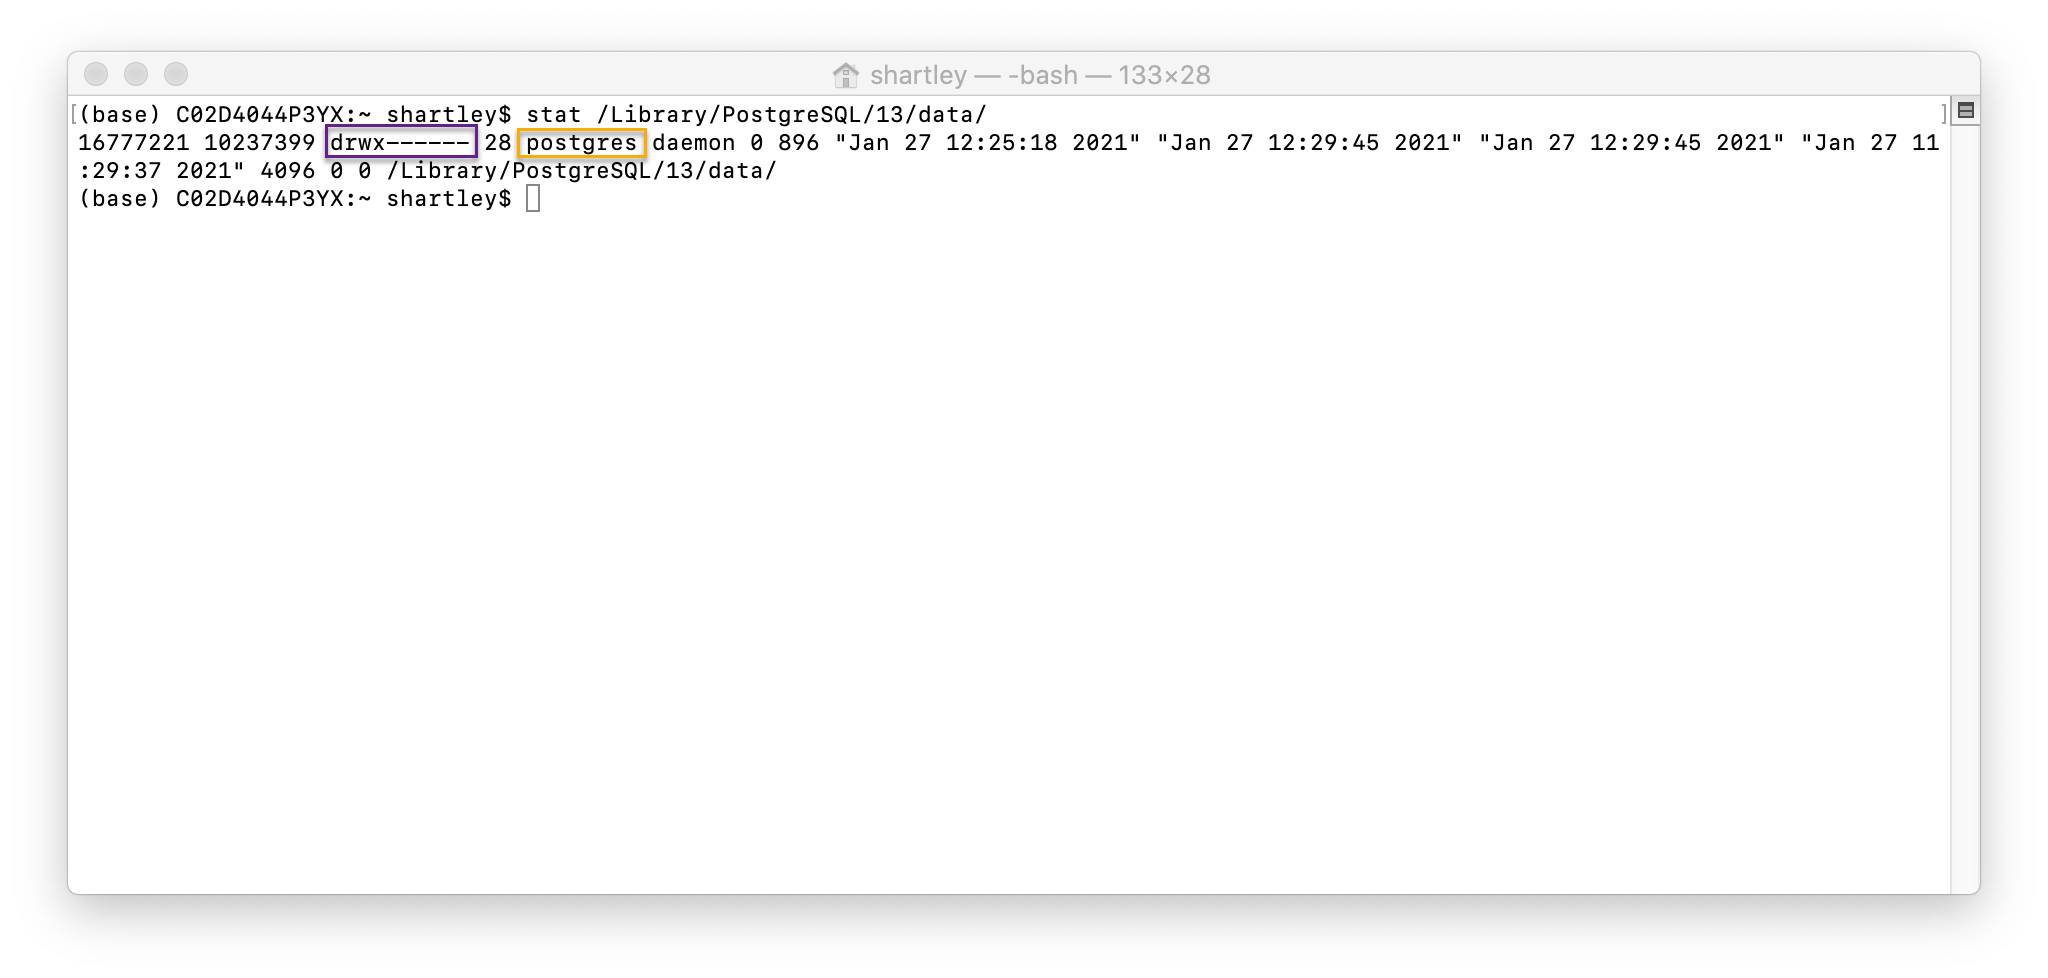 shartley — -bash — 133×28
[(base) C02D4044P3YX:~ shartley$ stat /Library/PostgreSQL/13/data/ ]
16777221 10237399 drwx------ 28 postgres daemon 0 896 "Jan 27 12:25:18 2021" "Jan 27 12:29:45 2021" "Jan 27 12:29:45 2021" "Jan 27 11
:29:37 2021" 4096 0 0 /Library/PostgreSQL/13/data/
(base) C02D4044P3YX:~ shartley$